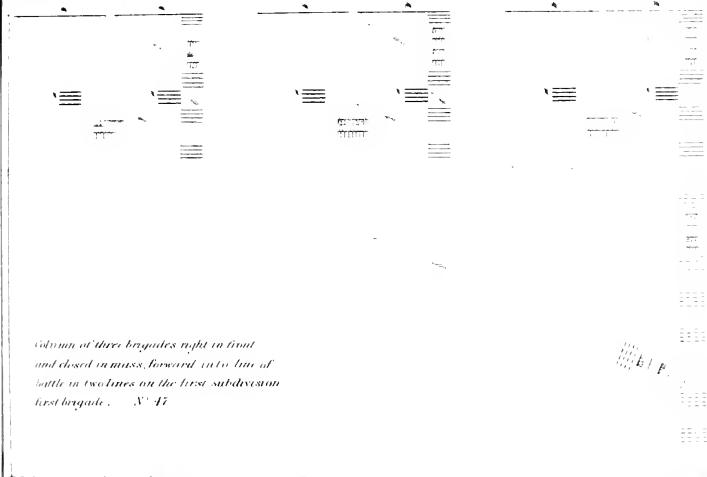 Column of three brigades right in front
and closed in mass, forward into line of
battle in two lines on the first subdivision
first brigade. Nº 47